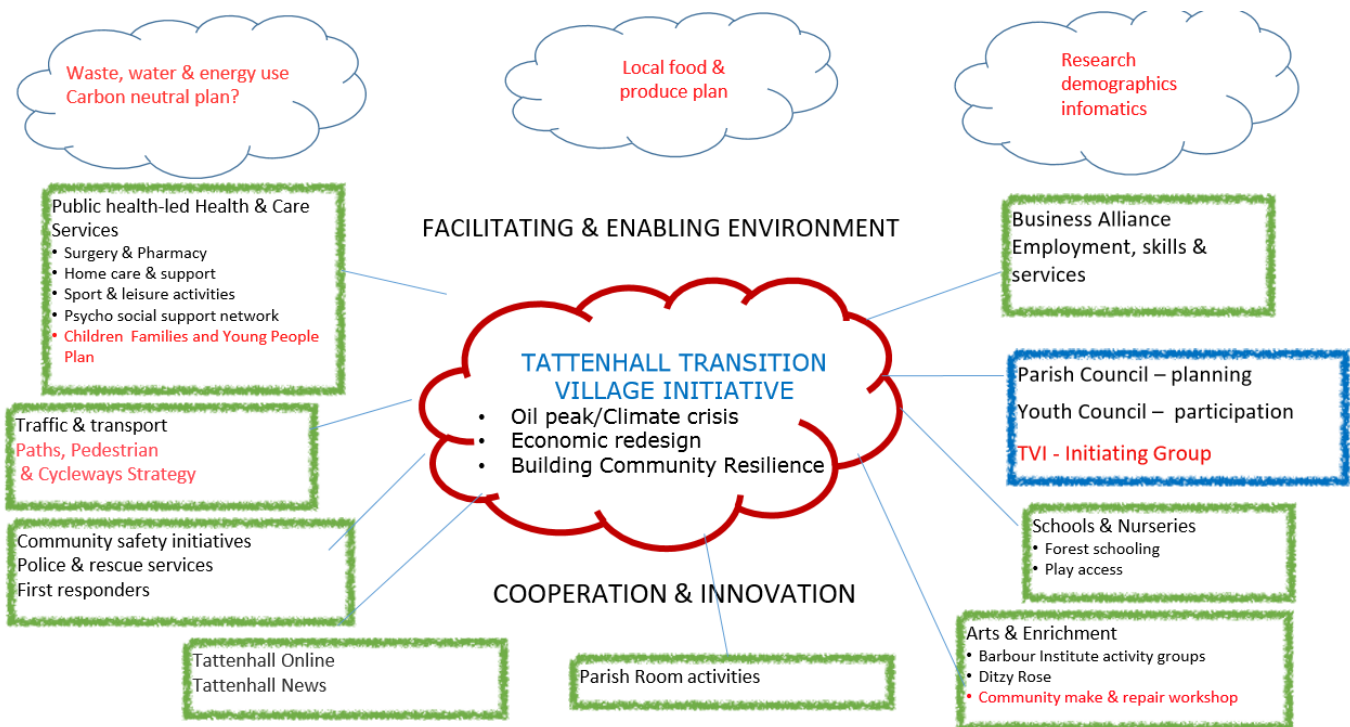 Waste, water & energy use
Carbon neutral plan?
Local food &
produce plan
Research
demographics
infomatics
Public health-led Health & Care
Services
• Surgery & Pharmacy
• Home care & support
• Sport & leisure activities
• Psycho social support network
• Children Families and Young People
Plan
FACILITATING & ENABLING ENVIRONMENT
Business Alliance
Employment, skills &
services
TATTENHALL TRANSITION
VILLAGE INITIATIVE
• Oil peak/Climate crisis
• Economic redesign
• Building Community Resilience
Parish Council – planning
Youth Council – participation
TVI - Initiating Group
Traffic & transport
Paths, Pedestrian
& Cycleways Strategy
Community safety initiatives
Police & rescue services
First responders
Schools & Nurseries
• Forest schooling
• Play access
COOPERATION & INNOVATION
Tattenhall Online
Tattenhall News
Parish Room activities
Arts & Enrichment
• Barbour Institute activity groups
• Ditzy Rose
• Community make & repair workshop